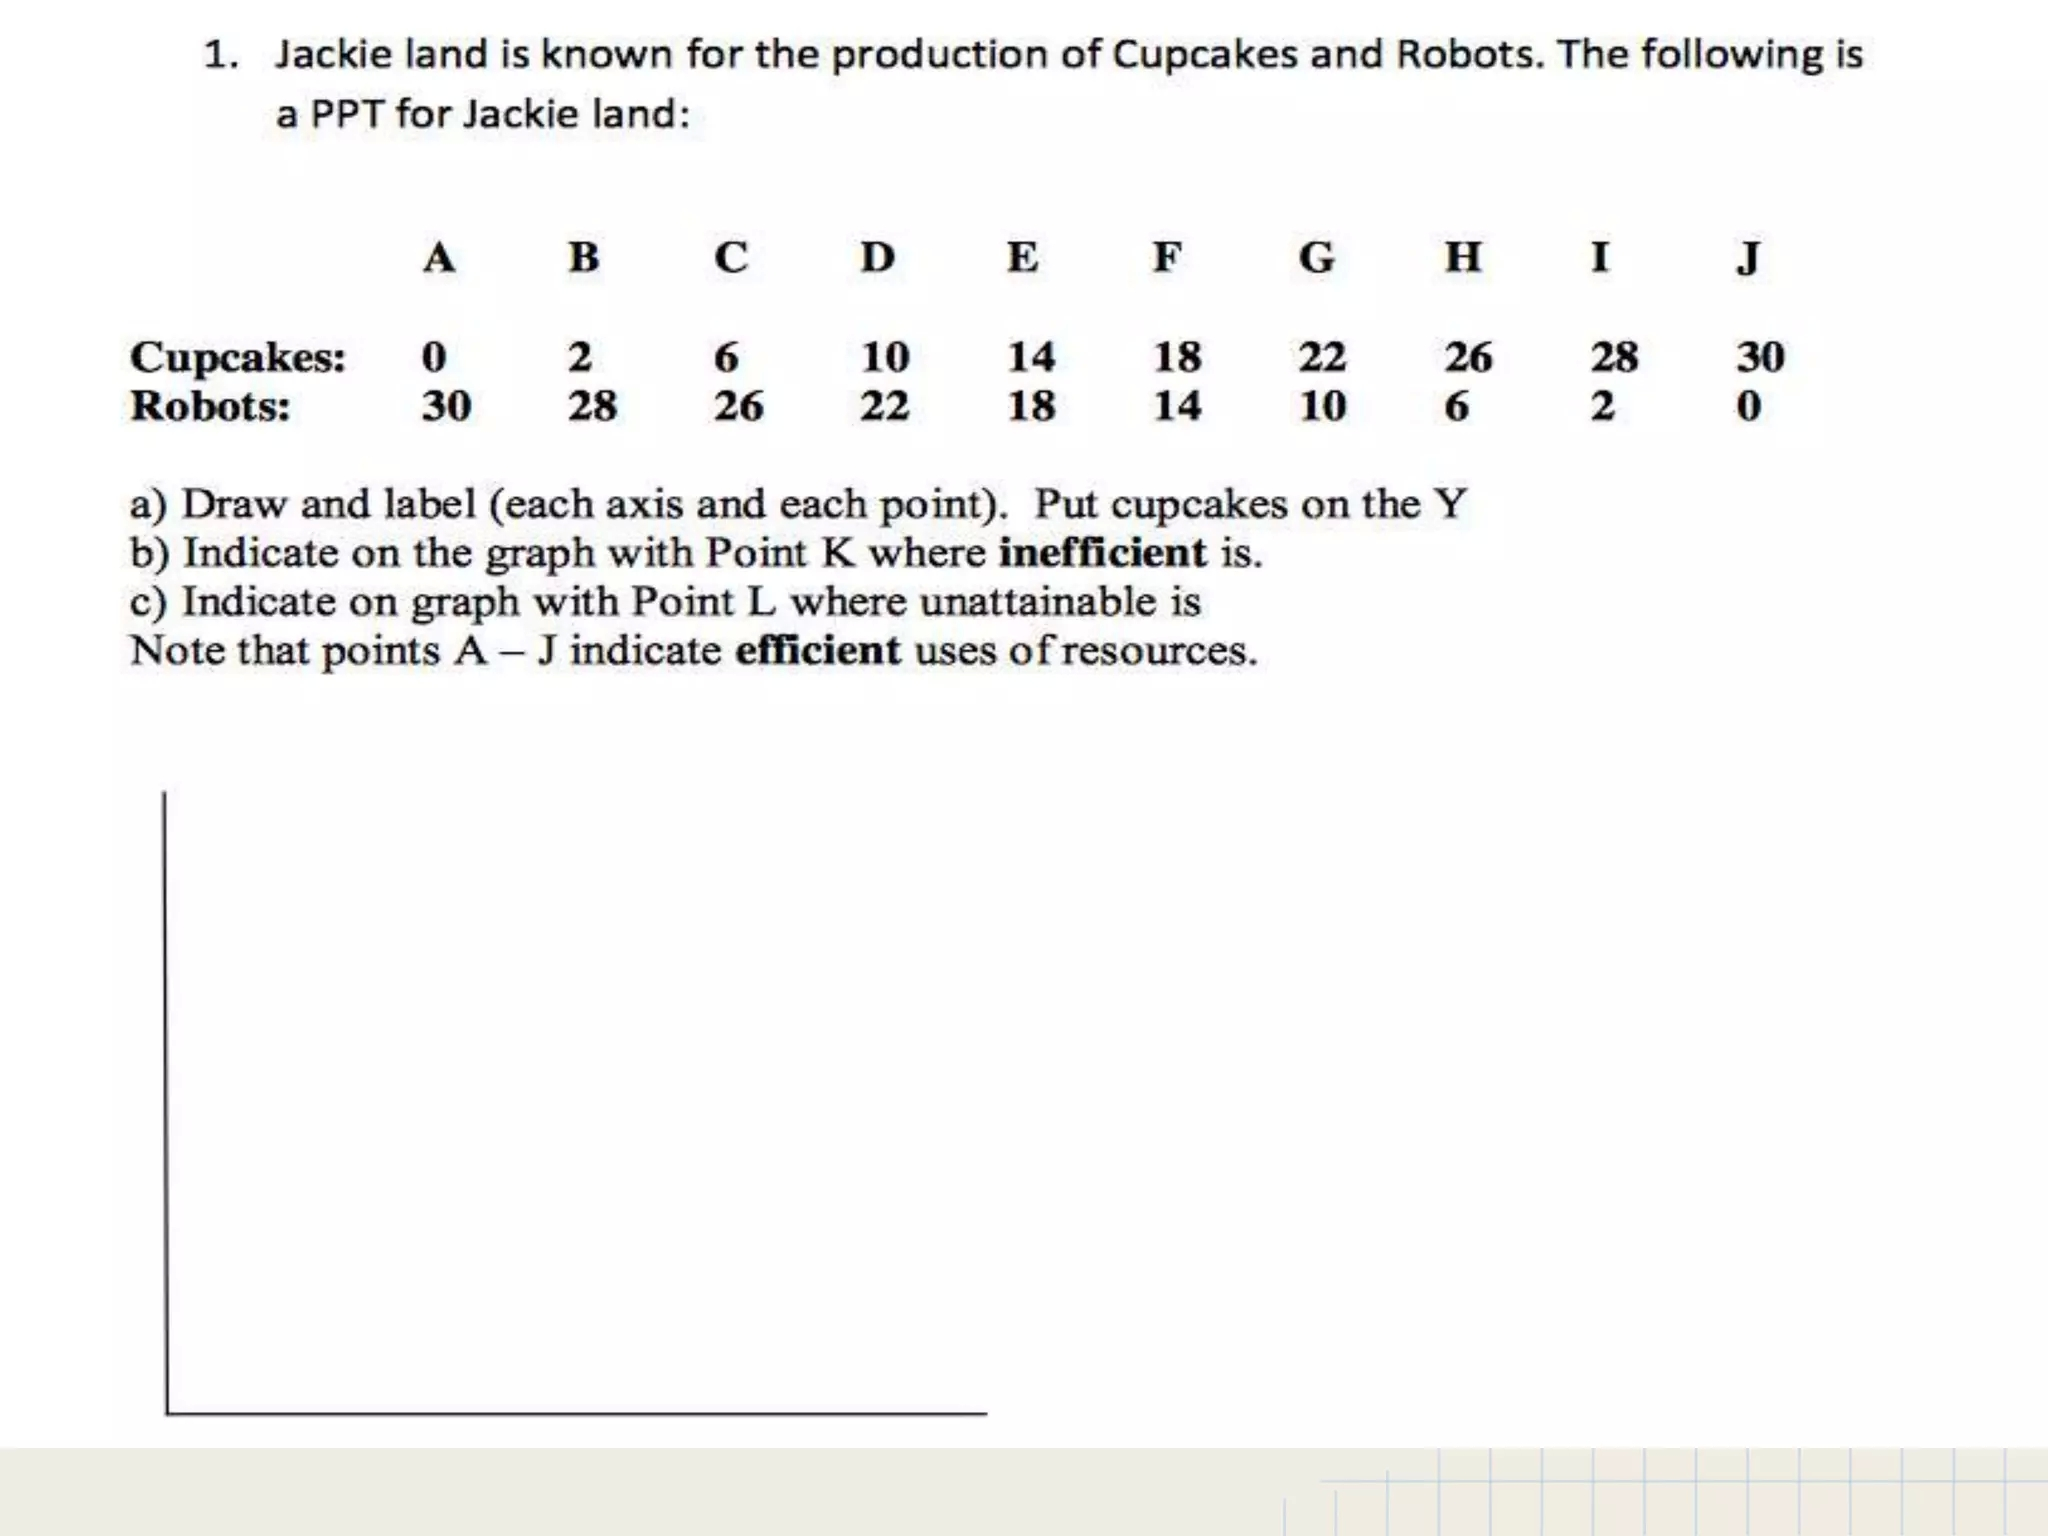 1. Jackie land is known for the production of Cupcakes and Robots. The following is
a PPT for Jackie land:
A B C D E F G H I J
Cupcakes: 0 2 6 10 14 18 22 26 28 30
Robots: 30 28 26 22 18 14 10 6 2 0
a) Draw and label (each axis and each point). Put cupcakes on the Y
b) Indicate on the graph with Point K where inefficient is.
c) Indicate on graph with Point L where unattainable is
Note that points A – J indicate efficient uses of resources.